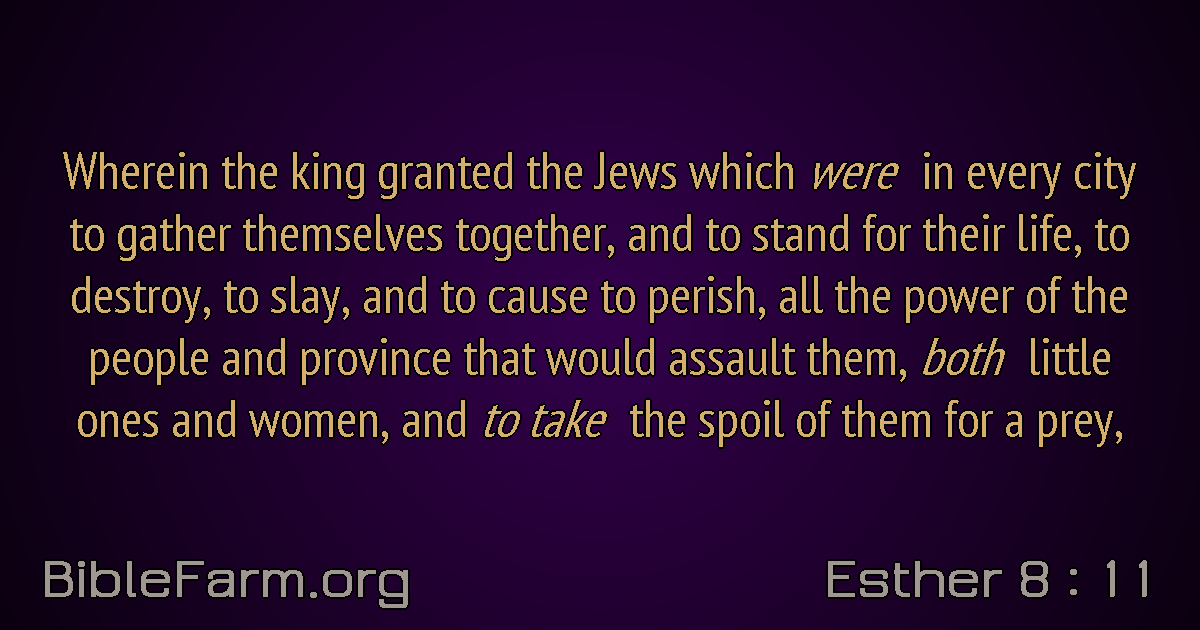 Wherein the king granted the Jews which were in every city
to gather themselves together, and to stand for their life, to
destroy, to slay, and to cause to perish, all the power of the
people and province that would assault them, both little
ones and women, and to take the spoil of them for a prey,
BibleFarm.org
Esther 8 : 11